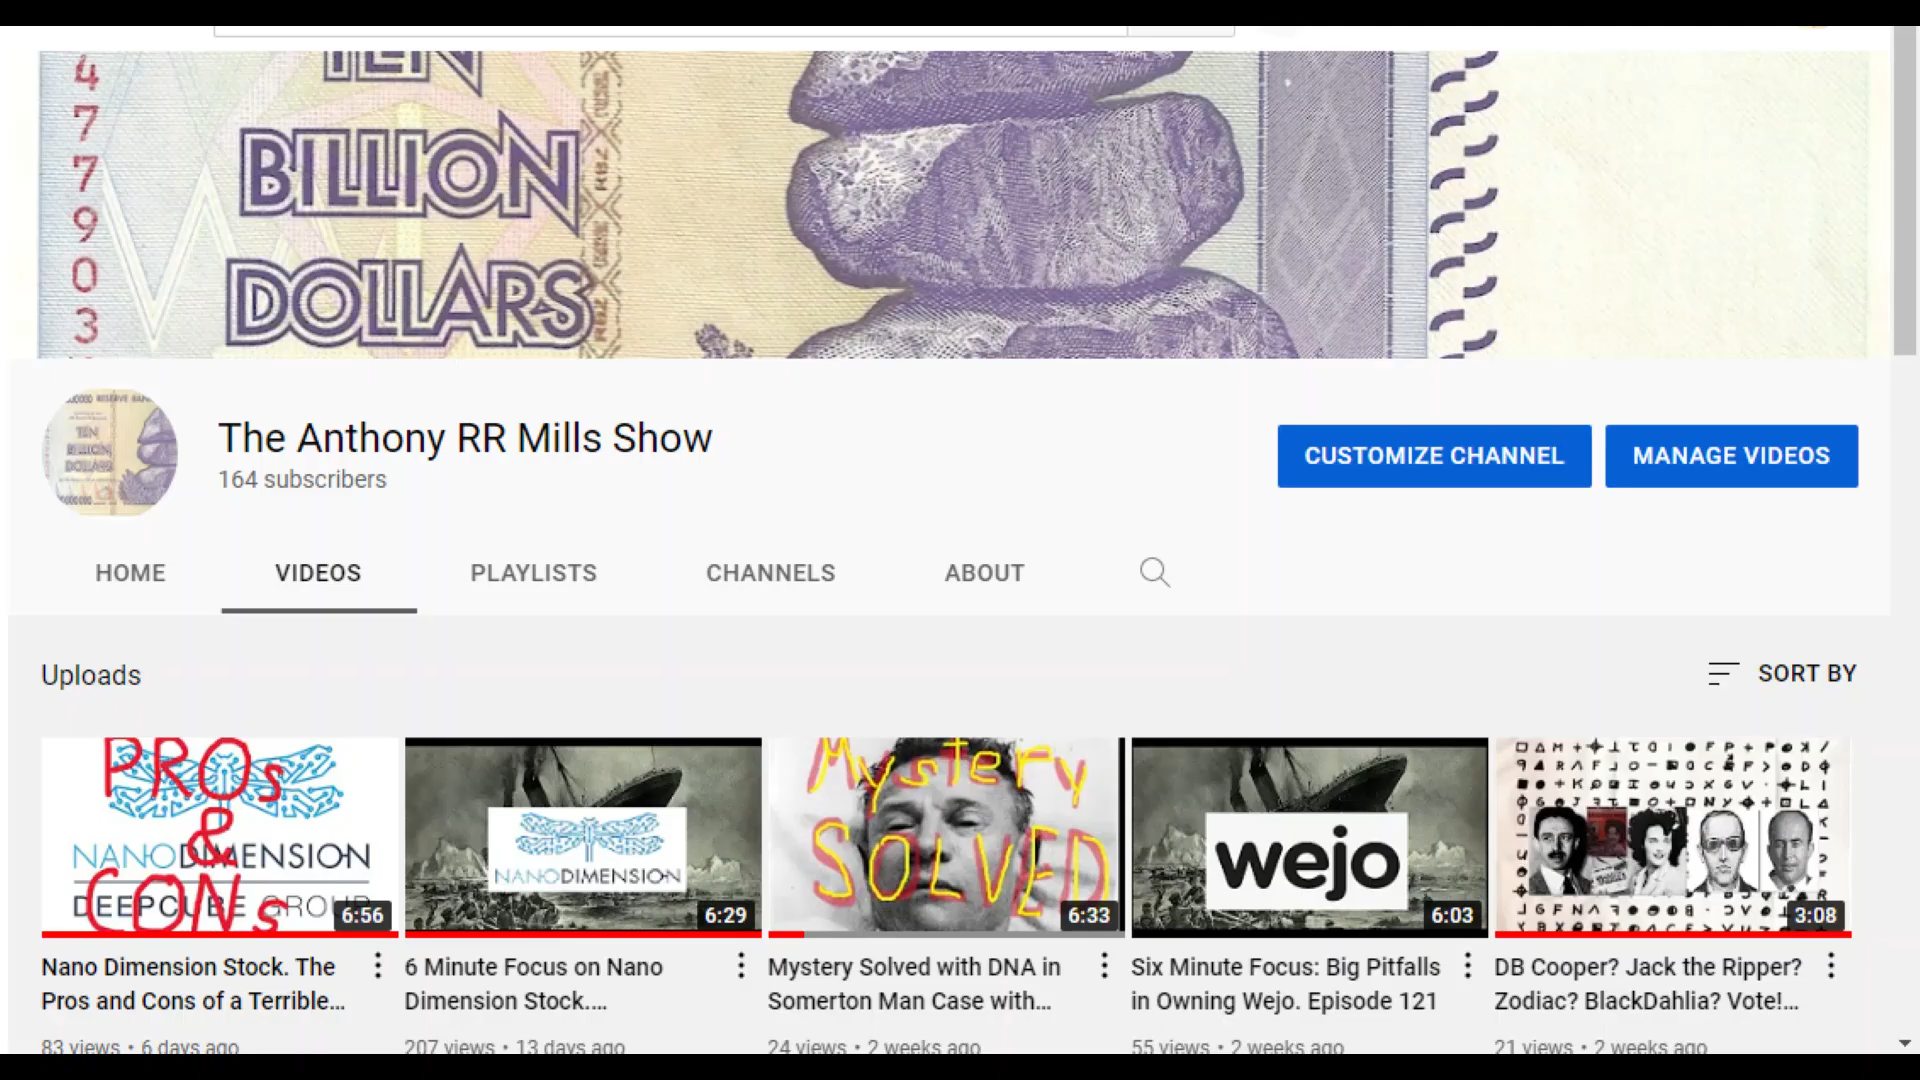 4
7
7
9
0
3
TEN
BILLION
DOLLARS
RBZ
The Anthony RR Mills Show
164 subscribers
CUSTOMIZE CHANNEL
MANAGE VIDEOS
HOME
VIDEOS
PLAYLISTS
CHANNELS
ABOUT
Uploads
SORT BY
PROs
&
CONs
NANODIMENSION
DEEPCUBE GROUP
6:56
NANODIMENSION
6:29
Mystery
SOLVED
6:33
wejo
6:03
3:08
Nano Dimension Stock. The
Pros and Cons of a Terrible...
6 Minute Focus on Nano
Dimension Stock....
Mystery Solved with DNA in
Somerton Man Case with...
Six Minute Focus: Big Pitfalls
in Owning Wejo. Episode 121
DB Cooper? Jack the Ripper?
Zodiac? BlackDahlia? Vote!...
83 views • 6 days ago
207 views • 13 days ago
24 views • 2 weeks ago
55 views • 2 weeks ago
21 views • 2 weeks ago